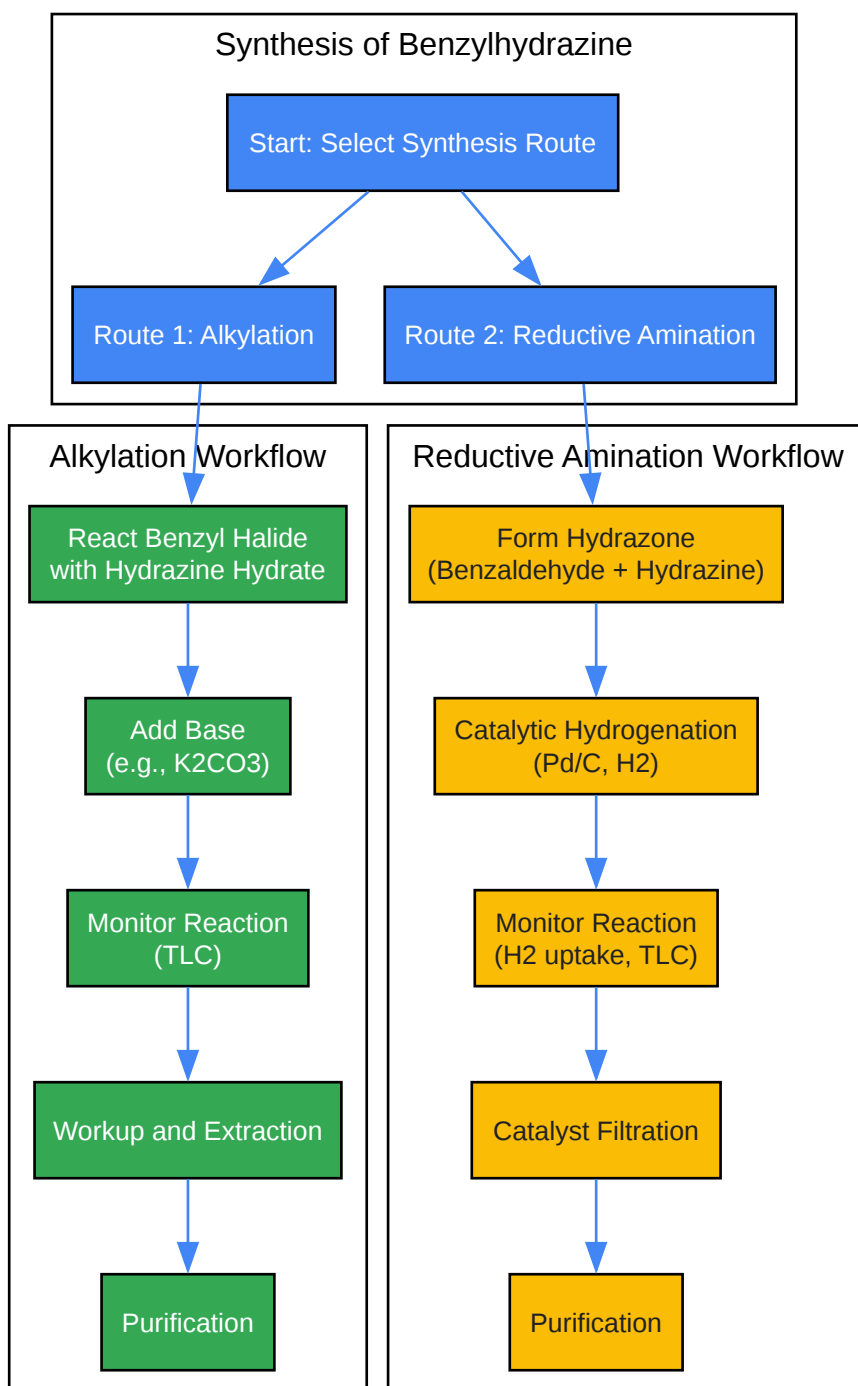 Synthesis of Benzylhydrazine
Start: Select Synthesis Route
Route 1: Alkylation
Route 2: Reductive Amination
Alkylation Workflow
React Benzyl Halide
with Hydrazine Hydrate
Add Base
(e.g., K2CO3)
Monitor Reaction
(TLC)
Workup and Extraction
Purification
Reductive Amination Workflow
Form Hydrazone
(Benzaldehyde + Hydrazine)
Catalytic Hydrogenation
(Pd/C, H2)
Monitor Reaction
(H2 uptake, TLC)
Catalyst Filtration
Purification